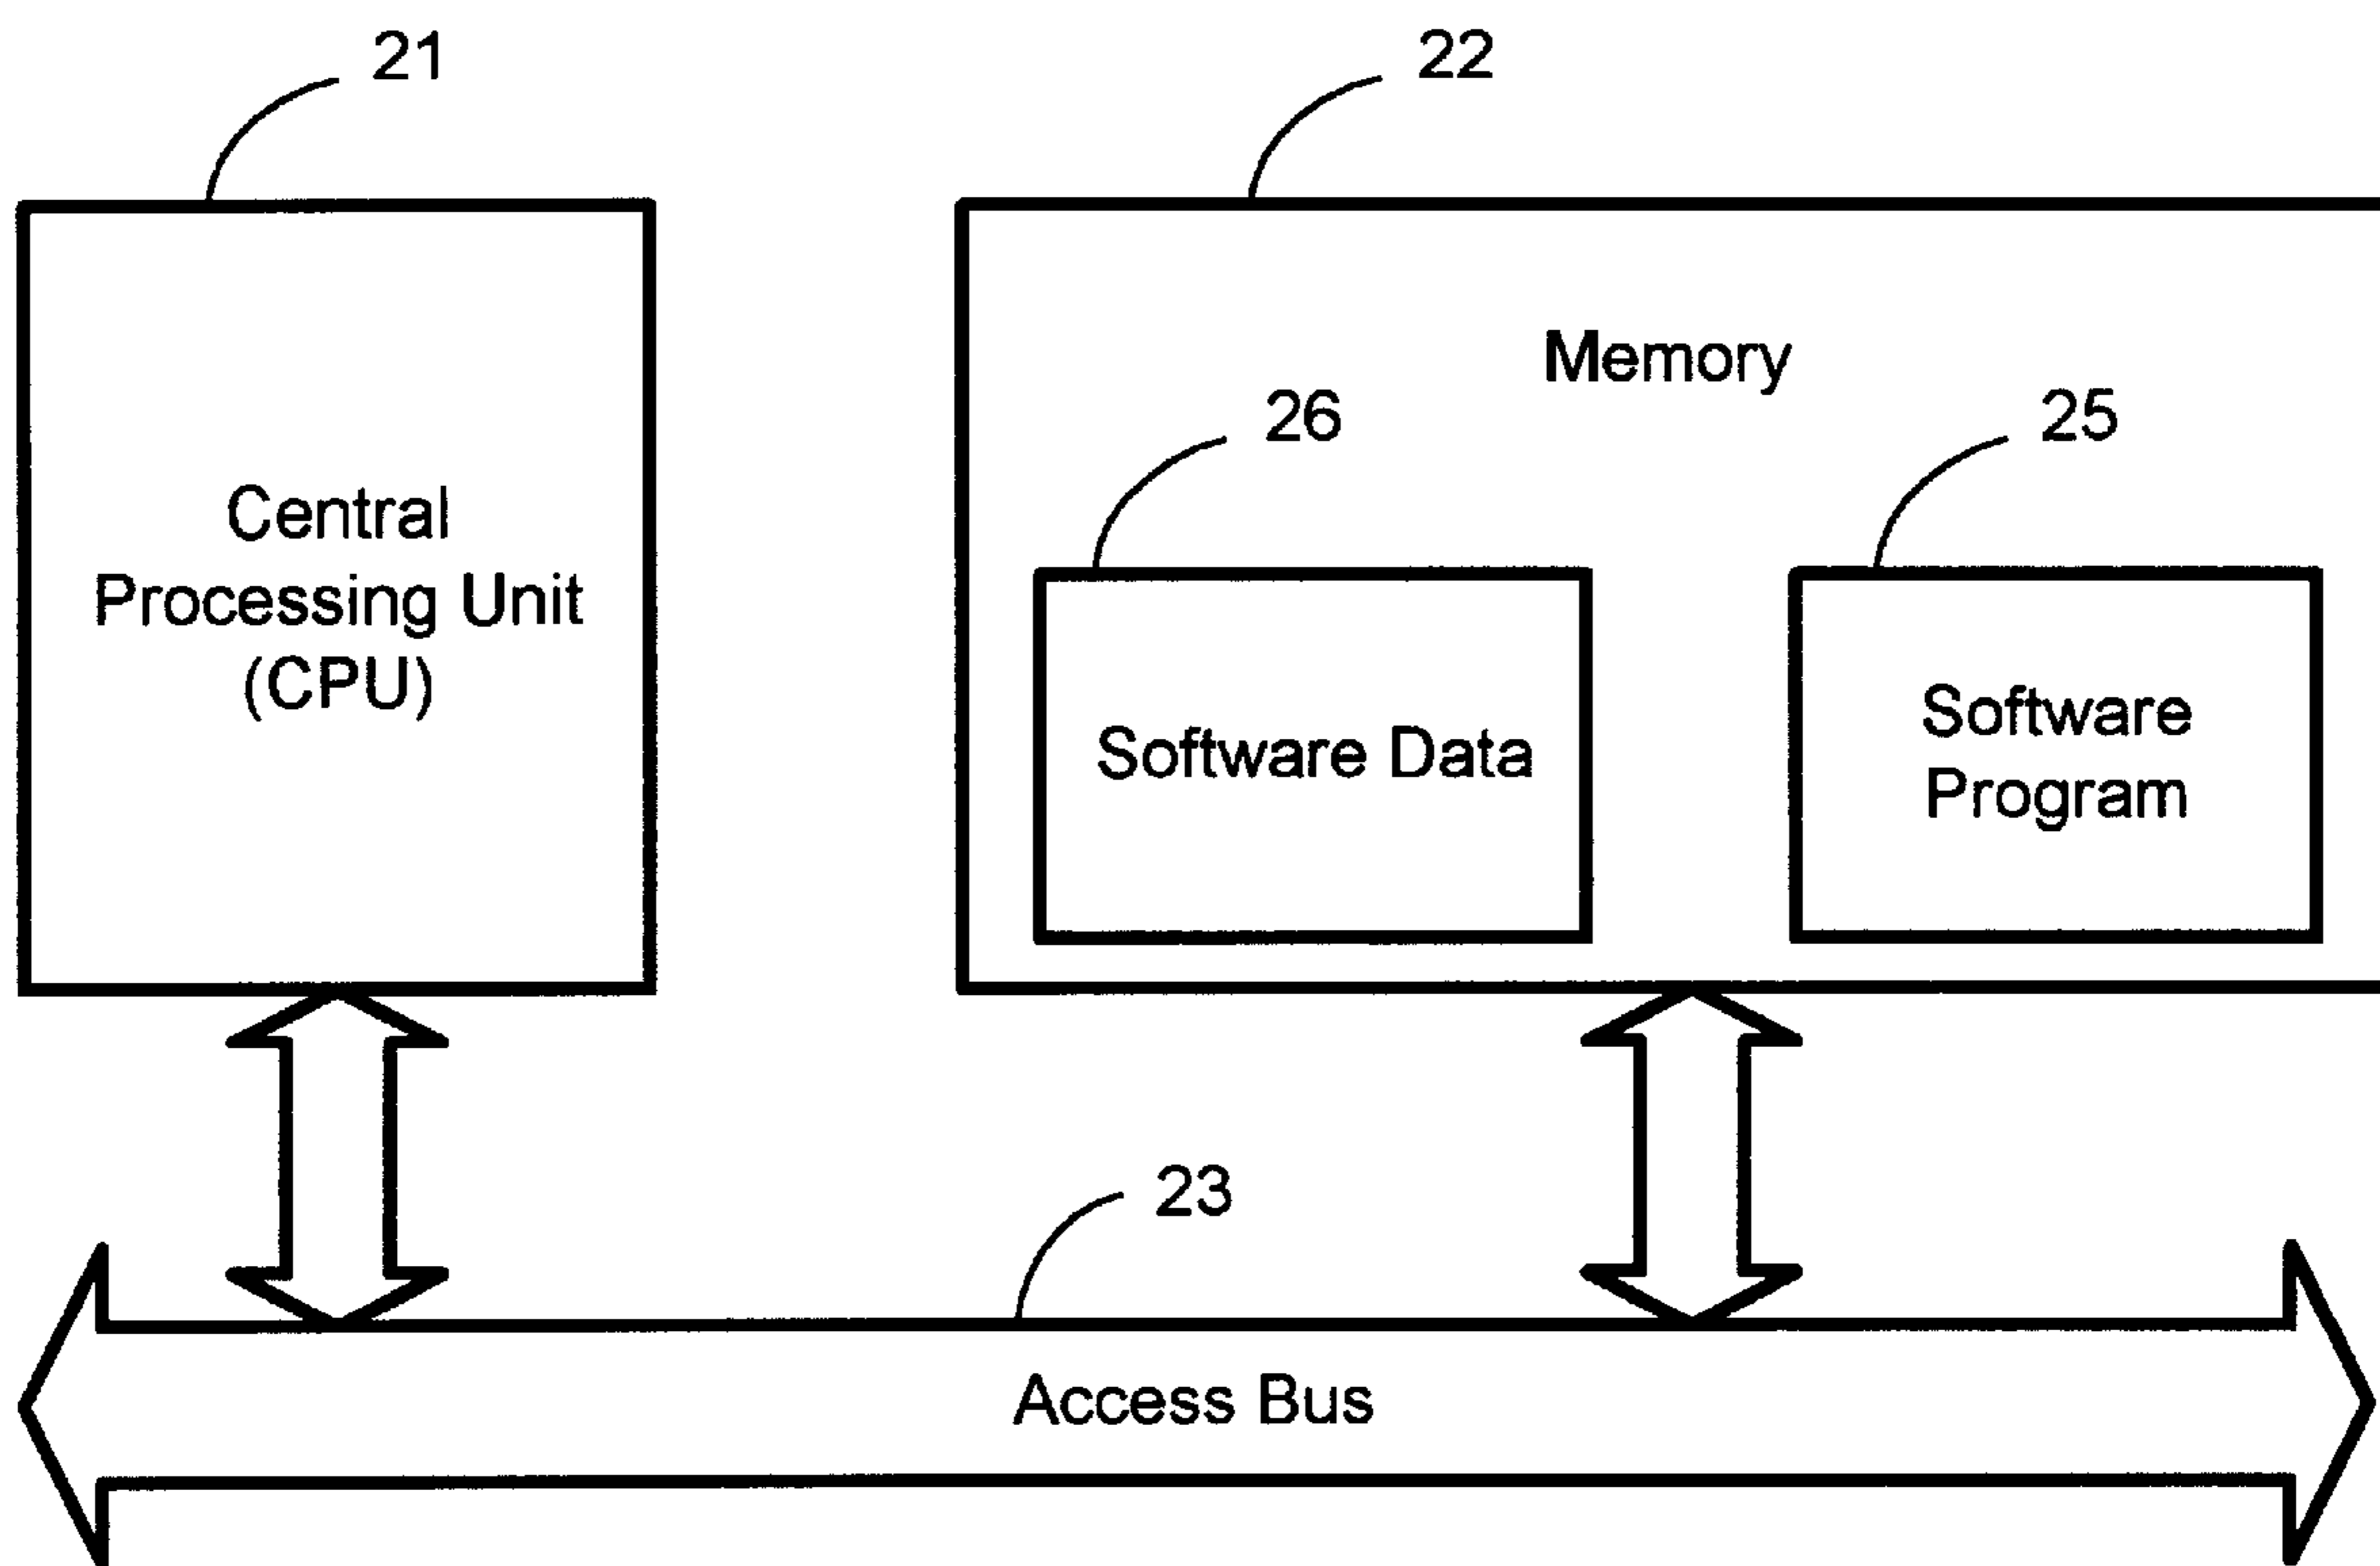 21
22
Memory
26
25
Central
Processing Unit
(CPU)
Software Data
Software
Program
23
Access Bus